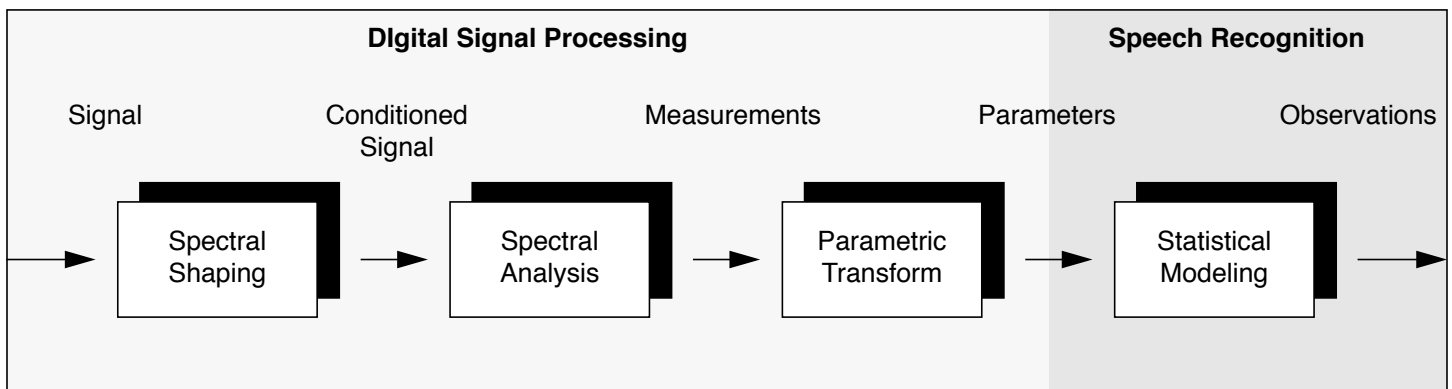 DIgital Signal Processing
Speech Recognition
Signal
Conditioned
Signal
Measurements
Parameters
Observations
Spectral
Shaping
Spectral
Analysis
Parametric
Transform
Statistical
Modeling